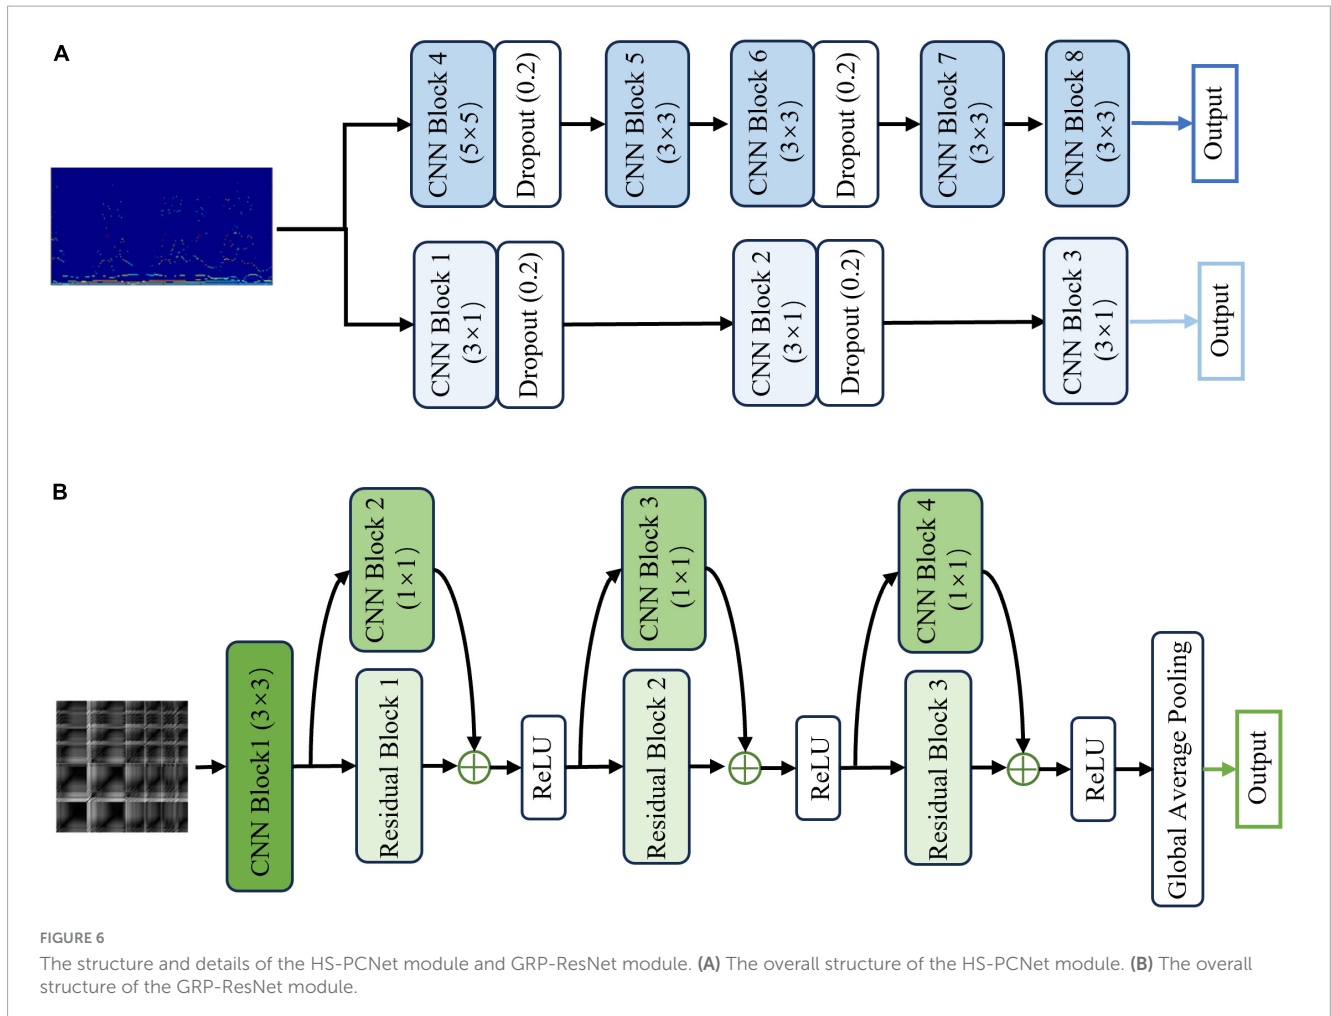 A
CNN Block 4
(5×5)
Dropout (0.2)
CNN Block 5
(3×3)
CNN Block 6
(3×3)
Dropout (0.2)
CNN Block 7
(3×3)
CNN Block 8
(3×3)
Output
CNN Block 1
(3×1)
Dropout (0.2)
CNN Block 2
(3×1)
Dropout (0.2)
CNN Block 3
(3×1)
Output
B
CNN Block1 (3×3)
CNN Block 2
(1×1)
Residual Block 1
ReLU
CNN Block 3
(1×1)
Residual Block 2
ReLU
CNN Block 4
(1×1)
Residual Block 3
ReLU
Global Average Pooling
Output
FIGURE 6
The structure and details of the HS-PCNet module and GRP-ResNet module. (A) The overall structure of the HS-PCNet module. (B) The overall
structure of the GRP-ResNet module.